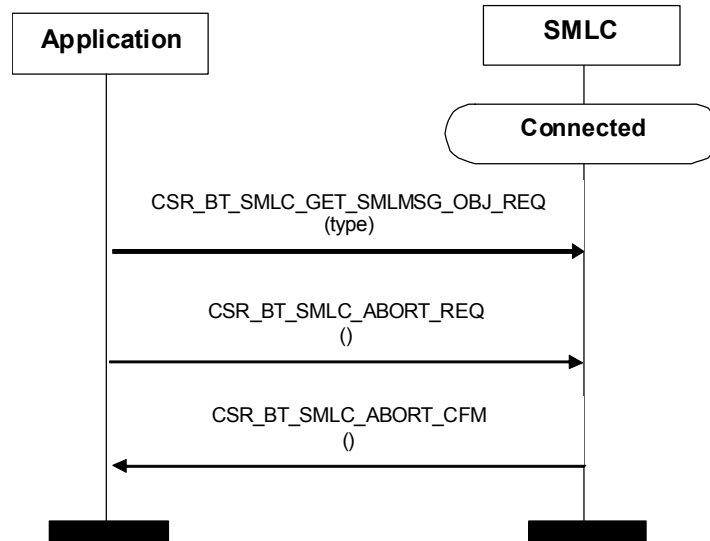 Application
SMLC
Connected
CSR_BT_SMLC_GET_SMLMSG_OBJ_REQ
(type)
CSR_BT_SMLC_ABORT_REQ
()
CSR_BT_SMLC_ABORT_CFM
()